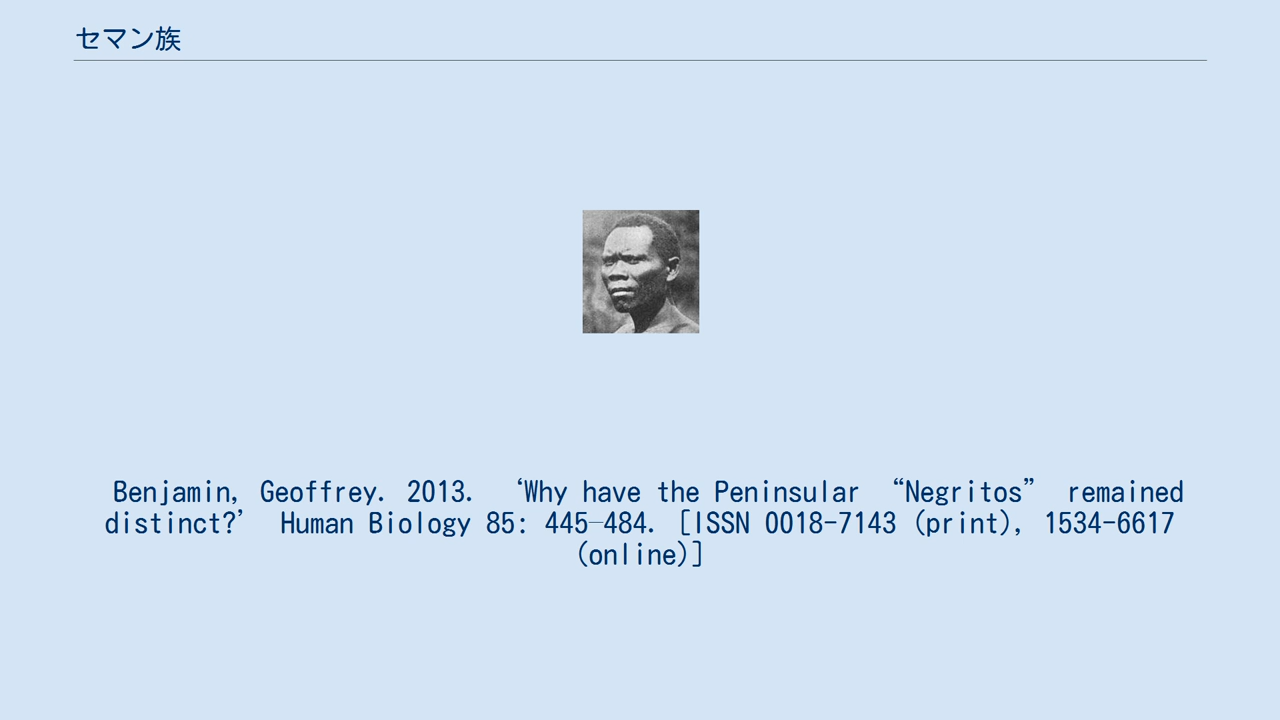 セマン族
Benjamin, Geoffrey. 2013. ‘Why have the Peninsular “Negritos” remained
distinct?’ Human Biology 85: 445–484. [ISSN 0018-7143 (print), 1534-6617
(online)]